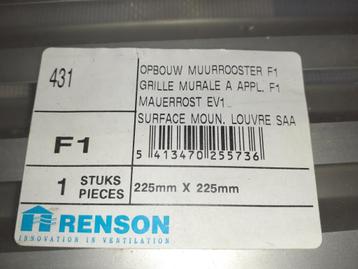 431
OPBOUW MUURROOSTER F1
GRILLE MURALE A APPL. F1
MAUERROST EV1
SURFACE MOUN. LOUVRE SAA
5 413470 255736
F1
1 STUKS
PIECES
225mm X 225mm
RENSON
INNOVATION IN VENTILATION